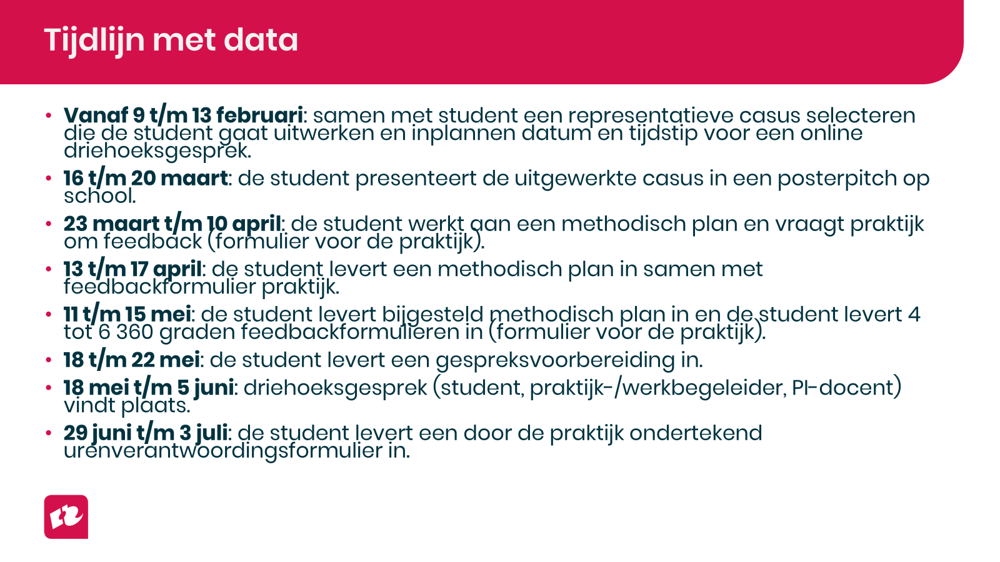 Tijdlijn met data
• Vanaf 9 t/m 13 februari: samen met student een representatieve casus selecteren
die de student gaat uitwerken en inplannen datum en tijdstip voor een online
driehoeksgesprek.
• 16 t/m 20 maart: de student presenteert de uitgewerkte casus in een posterpitch op
school.
• 23 maart t/m 10 april: de student werkt aan een methodisch plan en vraagt praktijk
om feedback (formulier voor de praktijk).
• 13 t/m 17 april: de student levert een methodisch plan in samen met
feedbackformulier praktijk.
• 11 t/m 15 mei: de student levert bijgesteld methodisch plan in en de student levert 4
tot 6 360 graden feedbackformulieren in (formulier voor de praktijk).
• 18 t/m 22 mei: de student levert een gespreksvoorbereiding in.
• 18 mei t/m 5 juni: driehoeksgesprek (student, praktijk-/werkbegeleider, PI-docent)
vindt plaats.
• 29 juni t/m 3 juli: de student levert een door de praktijk ondertekend
urenverantwoordingsformulier in.